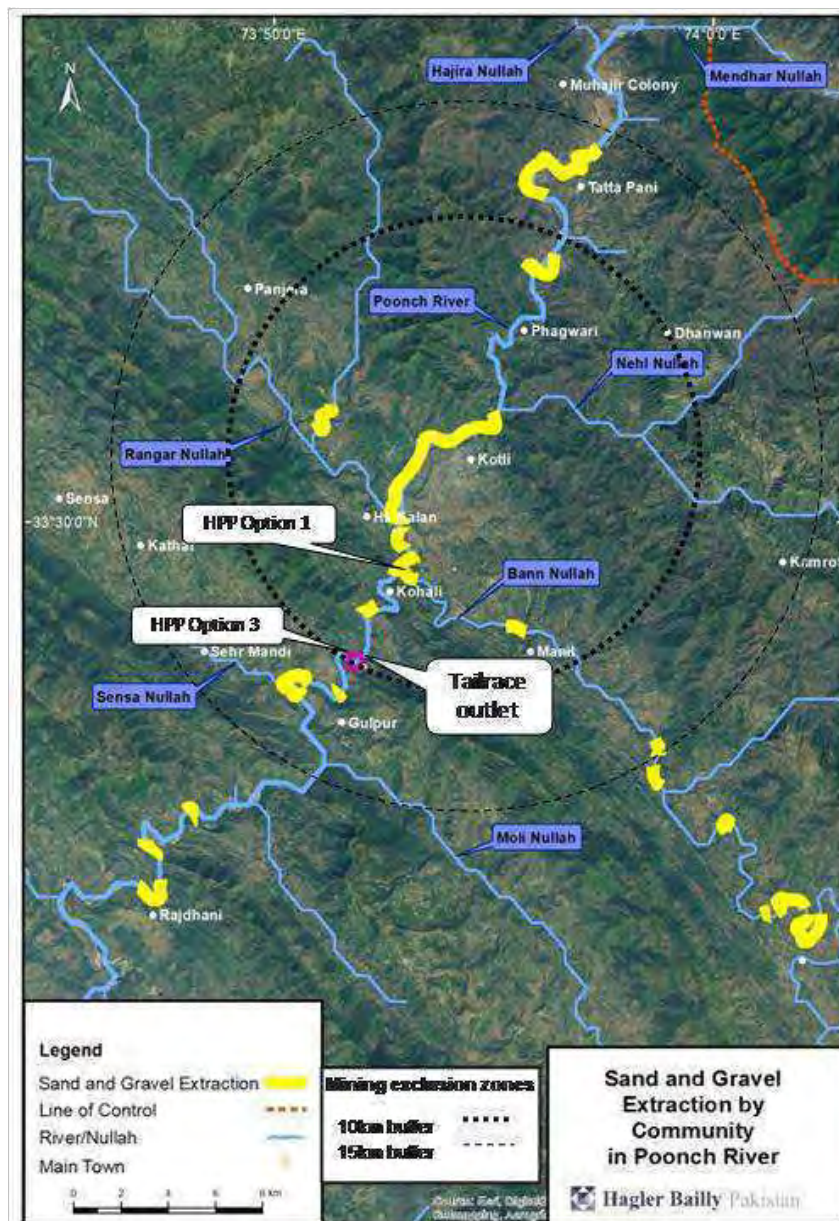 73°50'0"E
74°0'0"E
N
Hajira Nullah
Mendhar Nullah
Muhajir Colony
Tatta Pani
Panjera
Poonch River
Phagwari
Dhanwan
Nehl Nullah
Rangar Nullah
Kotli
Sensa
33°30'0"N
HPP Option 1
Kathar
Bann Nullah
Kohali
HPP Option 3
Sehr Mandi
Tailrace
outlet
Sensa Nullah
Gulpur
Moli Nullah
Rajdhani
Legend
Sand and Gravel Extraction
Line of Control
River/Nullah
Main Town
0 2 4 6 8 km
Mining exclusion zones
10km buffer
15km buffer
Sand and Gravel
Extraction by
Community
in Poonch River
Hagler Bailly Pakistan